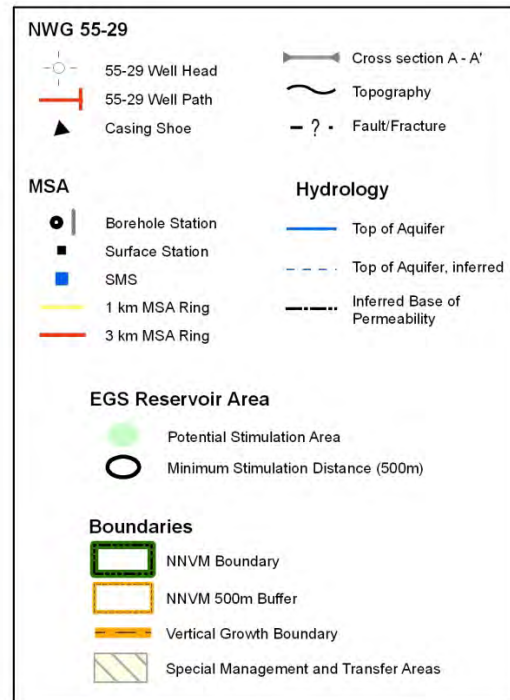 NWG 55-29
55-29 Well Head
55-29 Well Path
Casing Shoe
Cross section A - A'
Topography
- ? - Fault/Fracture
MSA
Borehole Station
Surface Station
SMS
1 km MSA Ring
3 km MSA Ring
Hydrology
Top of Aquifer
Top of Aquifer, inferred
Inferred Base of
Permeability
EGS Reservoir Area
Potential Stimulation Area
Minimum Stimulation Distance (500m)
Boundaries
NNVM Boundary
NNVM 500m Buffer
Vertical Growth Boundary
Special Management and Transfer Areas